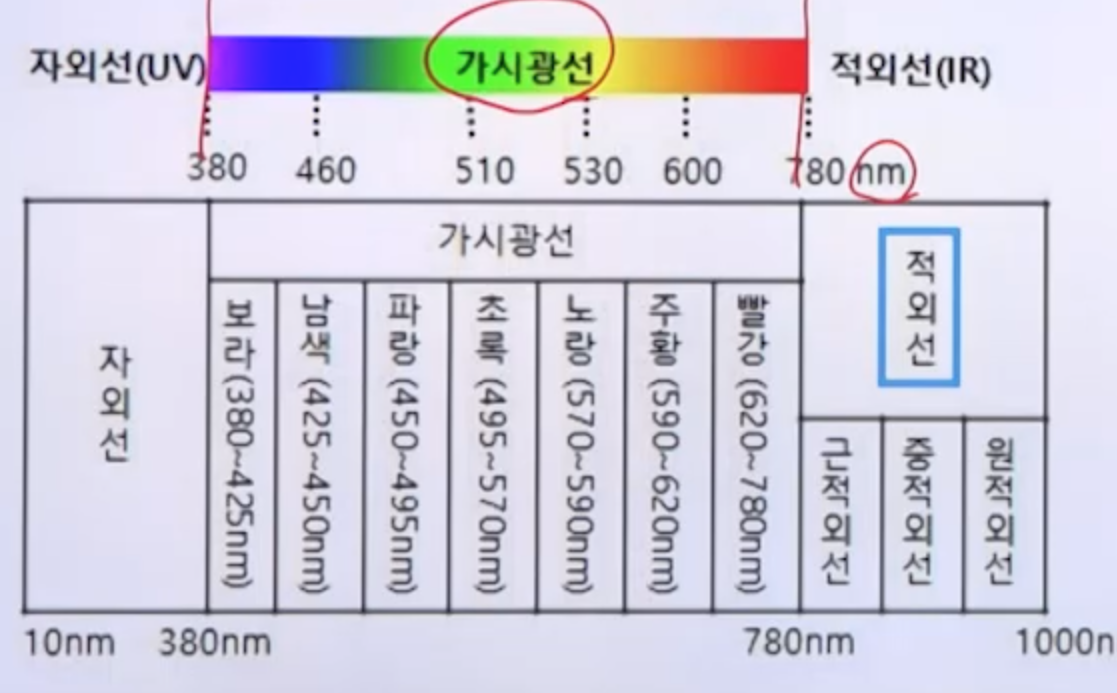 자외선(UV) 가시광선 적외선(IR)
380 460 510 530 600 780 nm
가시광선
자외선
보라 (380~425nm)
남색 (425~450nm)
파랑 (450~495nm)
초록 (495~570nm)
노랑 (570~590nm)
주황 (590~620nm)
빨강 (620~780nm)
적외선
근적외선
중적외선
원적외선
10nm 380nm 780nm 1000n